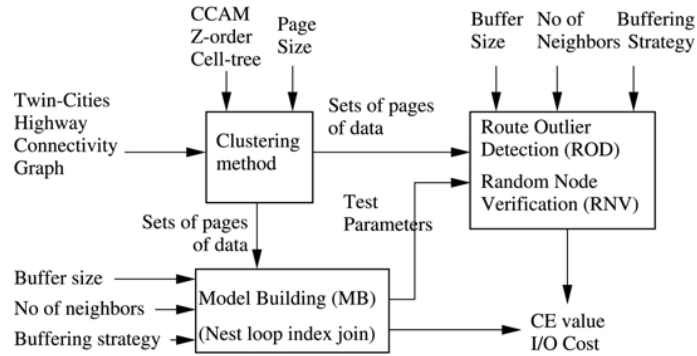 CCAM
Z-order
Cell-tree
Page
Size
Buffer
Size
No of
Neighbors
Buffering
Strategy
Twin-Cities
Highway
Connectivity
Graph
Clustering
method
Sets of pages
of data
Route Outlier
Detection (ROD)
Random Node
Verification (RNV)
Test
Parameters
Sets of pages
of data
Buffer size
No of neighbors
Buffering strategy
Model Building (MB)
(Nest loop index join)
CE value
I/O Cost